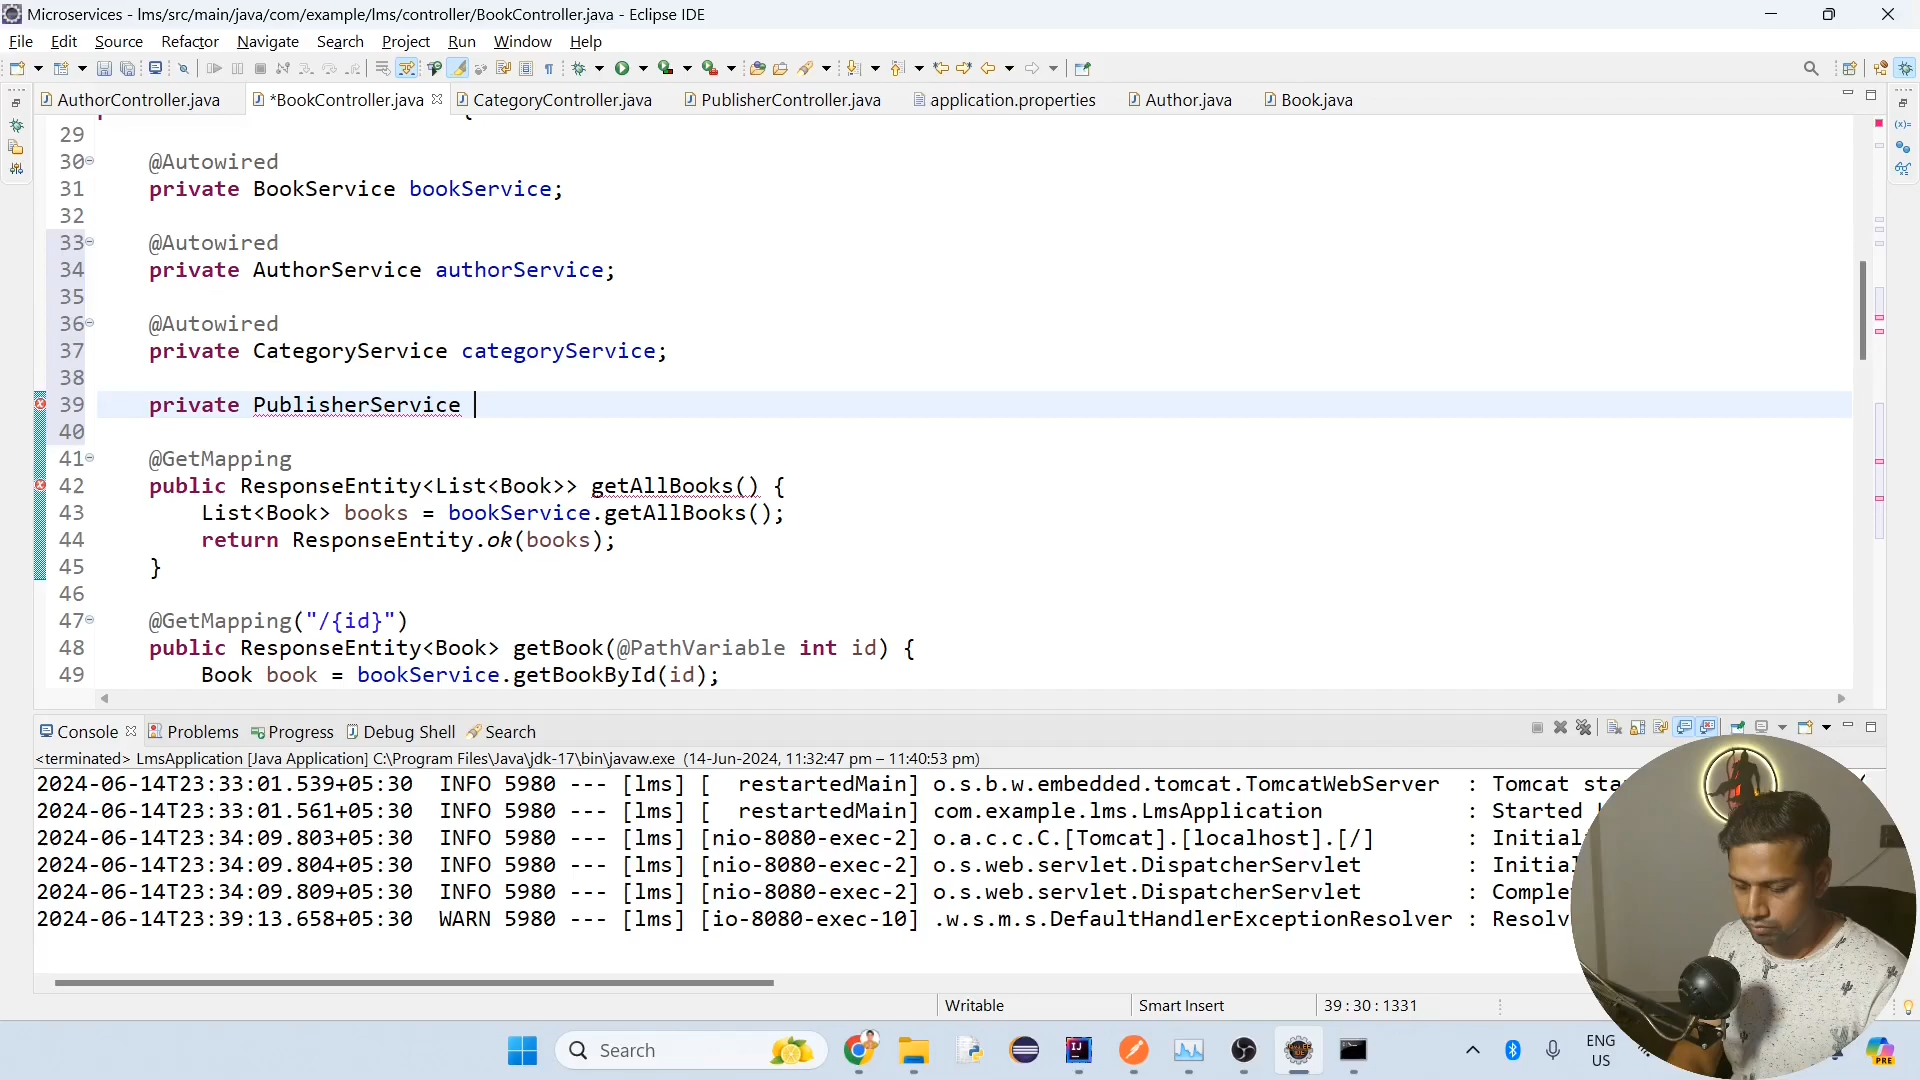 Microservices - lms/src/main/java/com/example/lms/controller/BookController.java - Eclipse IDE
File Edit Source Refactor Navigate Search Project Run Window Help
AuthorController.java *BookController.java CategoryController.java PublisherController.java application.properties Author.java Book.java
29
30 @Autowired
31 private BookService bookService;
32
33 @Autowired
34 private AuthorService authorService;
35
36 @Autowired
37 private CategoryService categoryService;
38
39 private PublisherService
40
41 @GetMapping
42 public ResponseEntity<List<Book>> getAllBooks() {
43 List<Book> books = bookService.getAllBooks();
44 return ResponseEntity.ok(books);
45 }
46
47 @GetMapping("/{id}")
48 public ResponseEntity<Book> getBook(@PathVariable int id) {
49 Book book = bookService.getBookById(id);
Console Problems Progress Debug Shell Search
<terminated> LmsApplication [Java Application] C:\Program Files\Java\jdk-17\bin\javaw.exe (14-Jun-2024, 11:32:47 pm – 11:40:53 pm)
2024-06-14T23:33:01.539+05:30 INFO 5980 --- [lms] [ restartedMain] o.s.b.w.embedded.tomcat.TomcatWebServer : Tomcat sta
2024-06-14T23:33:01.561+05:30 INFO 5980 --- [lms] [ restartedMain] com.example.lms.LmsApplication : Started
2024-06-14T23:34:09.803+05:30 INFO 5980 --- [lms] [nio-8080-exec-2] o.a.c.c.C.[Tomcat].[localhost].[/] : Initial
2024-06-14T23:34:09.804+05:30 INFO 5980 --- [lms] [nio-8080-exec-2] o.s.web.servlet.DispatcherServlet : Initi
2024-06-14T23:34:09.809+05:30 INFO 5980 --- [lms] [nio-8080-exec-2] o.s.web.servlet.DispatcherServlet : Comple
2024-06-14T23:39:13.658+05:30 WARN 5980 --- [lms] [io-8080-exec-10] .w.s.m.s.DefaultHandlerExceptionResolver : Resolv
Writable Smart Insert 39 : 30 : 1331
Search
ENG
US
PRE